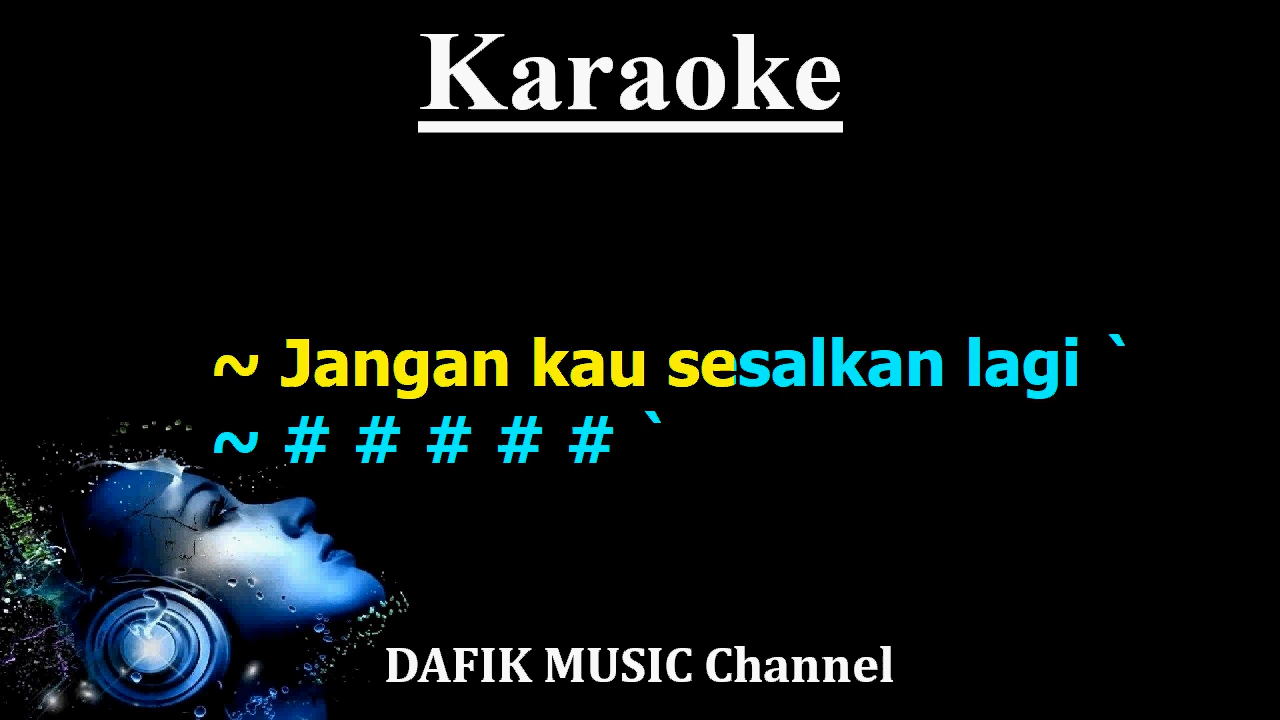 Karaoke
~ Jangan kau sesalkan lagi `
~ # # # # # `
DAFIK MUSIC Channel